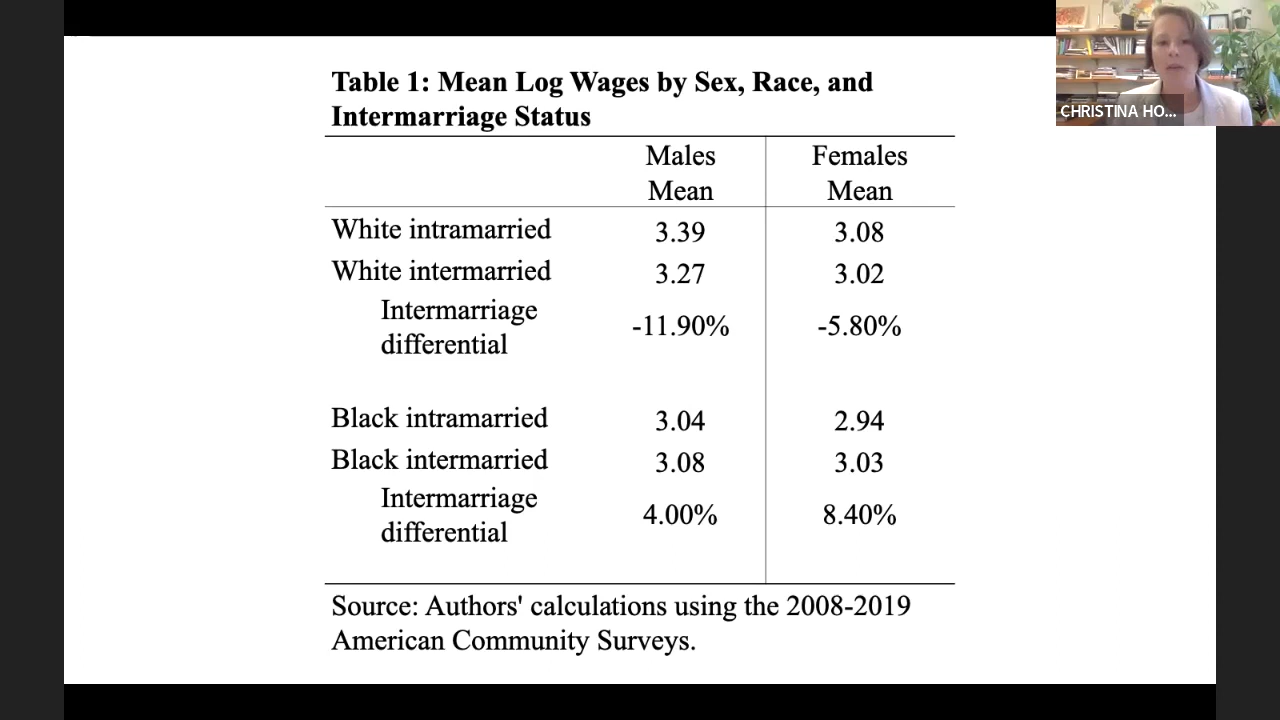 Table 1: Mean Log Wages by Sex, Race, and
Intermarriage Status
Males Females
Mean Mean
White intramarried 3.39 3.08
White intermarried 3.27 3.02
Intermarriage
differential -11.90% -5.80%
Black intramarried 3.04 2.94
Black intermarried 3.08 3.03
Intermarriage
differential 4.00% 8.40%
Source: Authors' calculations using the 2008-2019
American Community Surveys.
CHRISTINA HO...